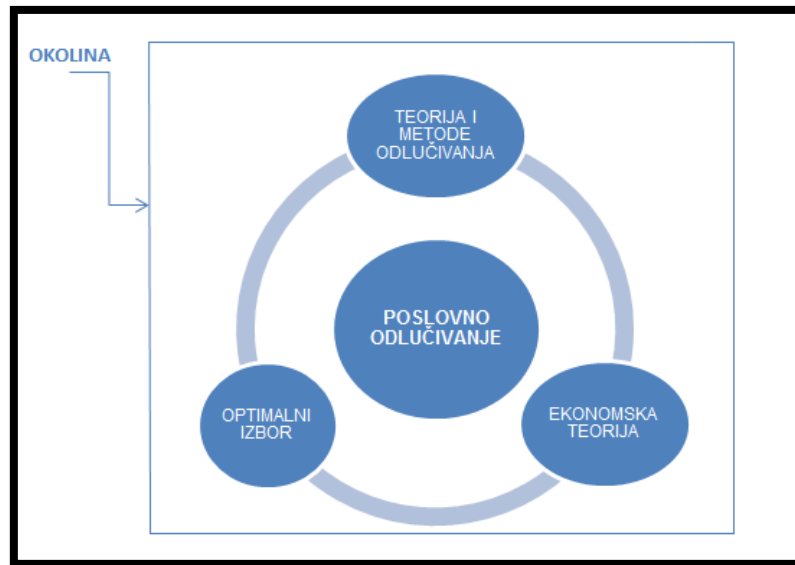 OKOLINA
TEORIJA I
METODE
ODLUČIVANJA
POSLOVNO
ODLUČIVANJE
OPTIMALNI
IZBOR
EKONOMSKA
TEORIJA